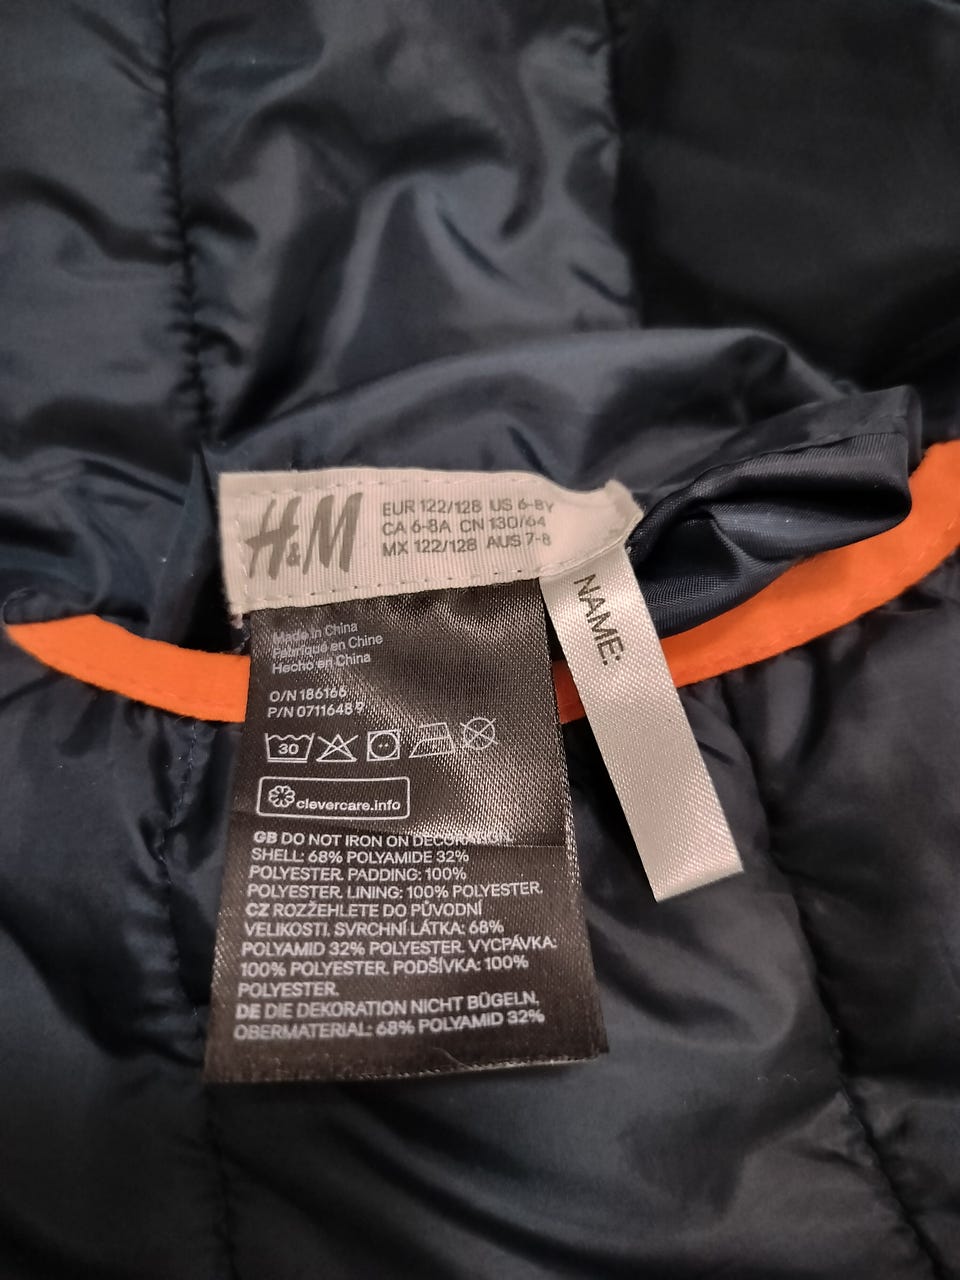 H&M
EUR 122/128 US 6-8Y
CA 6-8A CN 130/64
MX 122/128 AUS 7-8
NAME:
Made in China
Fabriqué en Chine
Hecho en China
O/N 186166
P/N 0711648 9
30
clevercare.info
GB DO NOT IRON ON DECORATION.
SHELL: 68% POLYAMIDE 32%
POLYESTER. PADDING: 100%
POLYESTER. LINING: 100% POLYESTER.
CZ ROZŽEHLETE DO PŮVODNÍ
VELIKOSTI. SVRCHNÍ LÁTKA: 68%
POLYAMID 32% POLYESTER. VYCPÁVKA:
100% POLYESTER. PODŠÍVKA: 100%
POLYESTER.
DE DIE DEKORATION NICHT BÜGELN.
OBERMATERIAL: 68% POLYAMID 32%